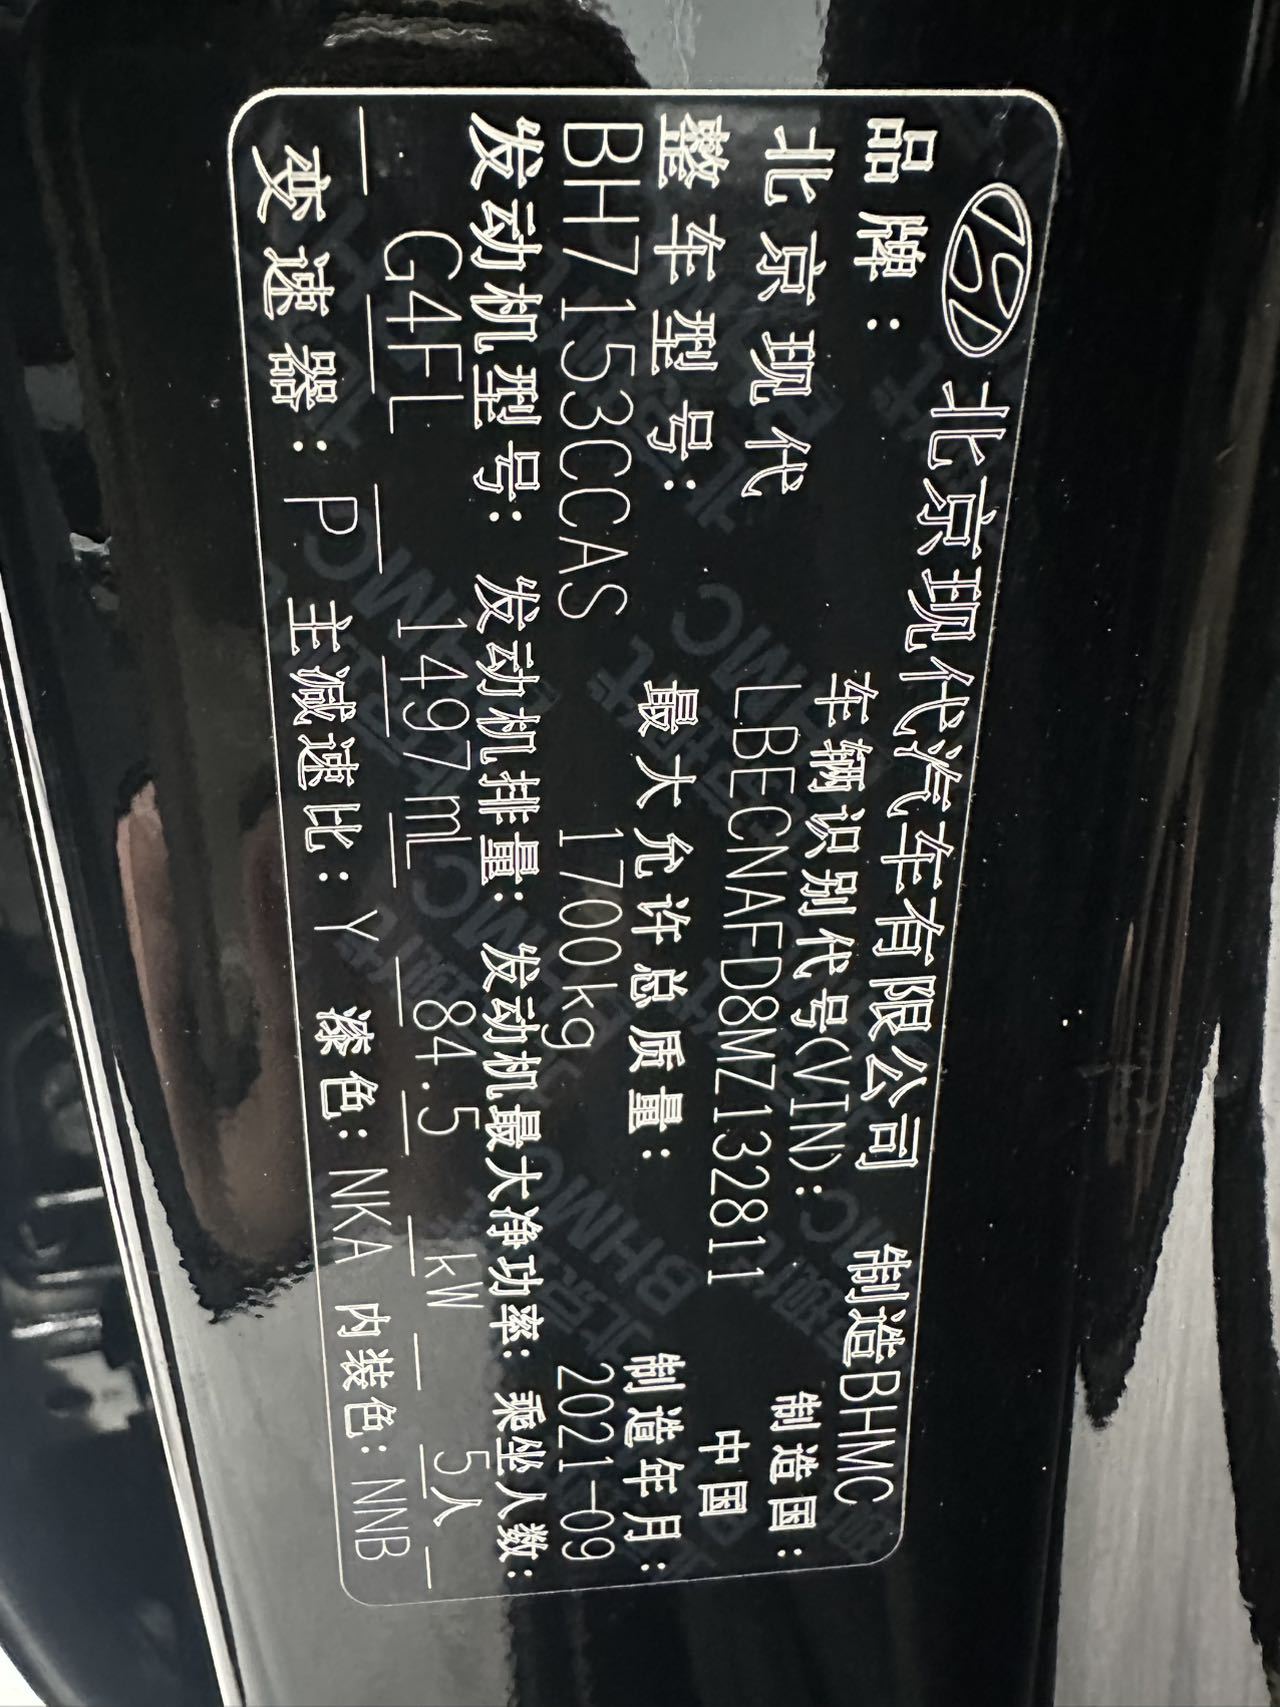 北京现代汽车有限公司 制造BHMC
品牌： 车辆识别代号(VIN)： 制造国：
北京现代 LBECNAFD8MZ132811 中国
整车型号： 最大允许总质量： 制造年月：
BH7153CCAS 1700kg 2021-09
发动机型号： 发动机排量： 发动机最大净功率： 乘坐人数：
G4FL 1497mL 84.5 kW 5人
变速器：P 主减速比：Y 漆色：NKA 内装色：NNB